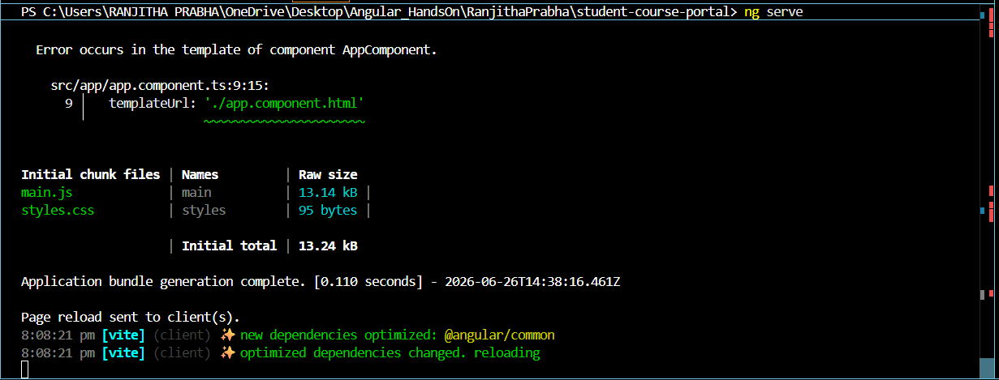 PS C:\Users\RANJITHA PRABHA\OneDrive\Desktop\Angular_HandsOn\RanjithaPrabha\student-course-portal> ng serve
Error occurs in the template of component AppComponent.
src/app/app.component.ts:9:15:
9 │ templateUrl: './app.component.html'
~~~~~~~~~~~~~~~~~~~~~~
Initial chunk files | Names | Raw size
main.js | main | 13.14 kB |
styles.css | styles | 95 bytes |
| Initial total | 13.24 kB
Application bundle generation complete. [0.110 seconds] - 2026-06-26T14:38:16.461Z
Page reload sent to client(s).
8:08:21 pm [vite] (client) ✨ new dependencies optimized: @angular/common
8:08:21 pm [vite] (client) ✨ optimized dependencies changed. reloading